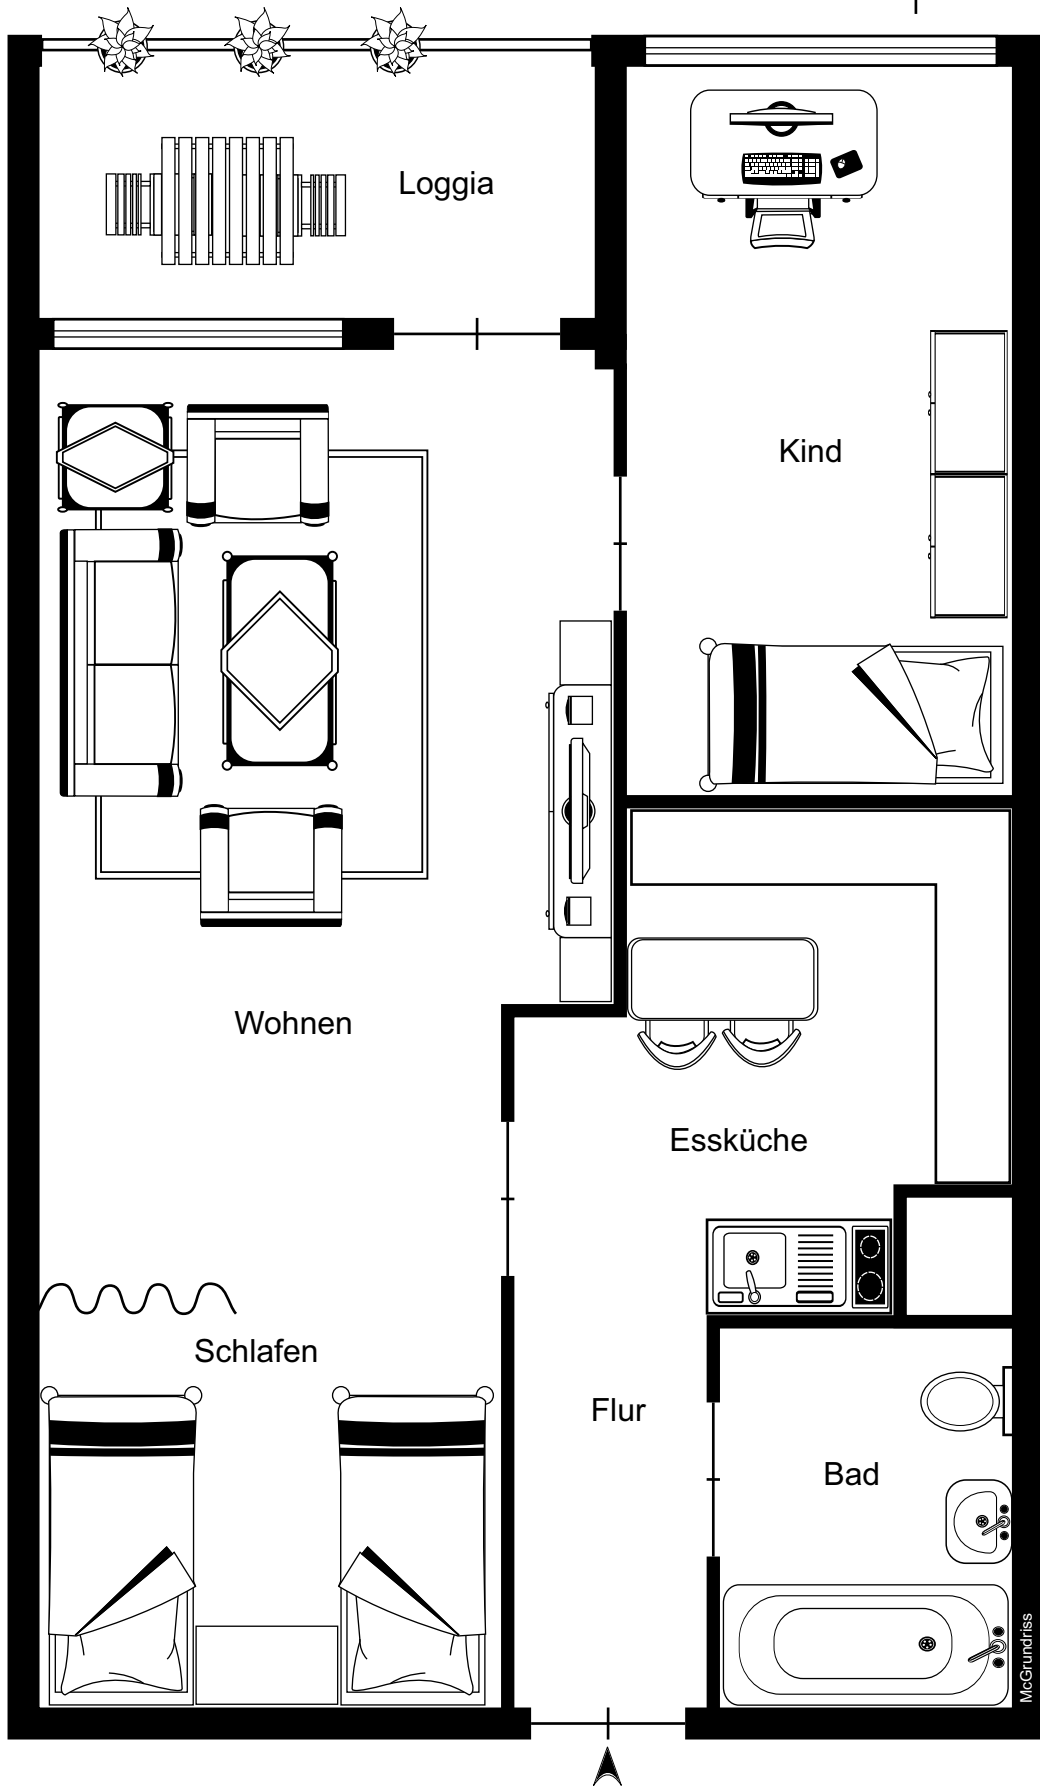 Loggia
Kind
Wohnen
Essküche
Schlafen
Flur
Bad
McGrundriss